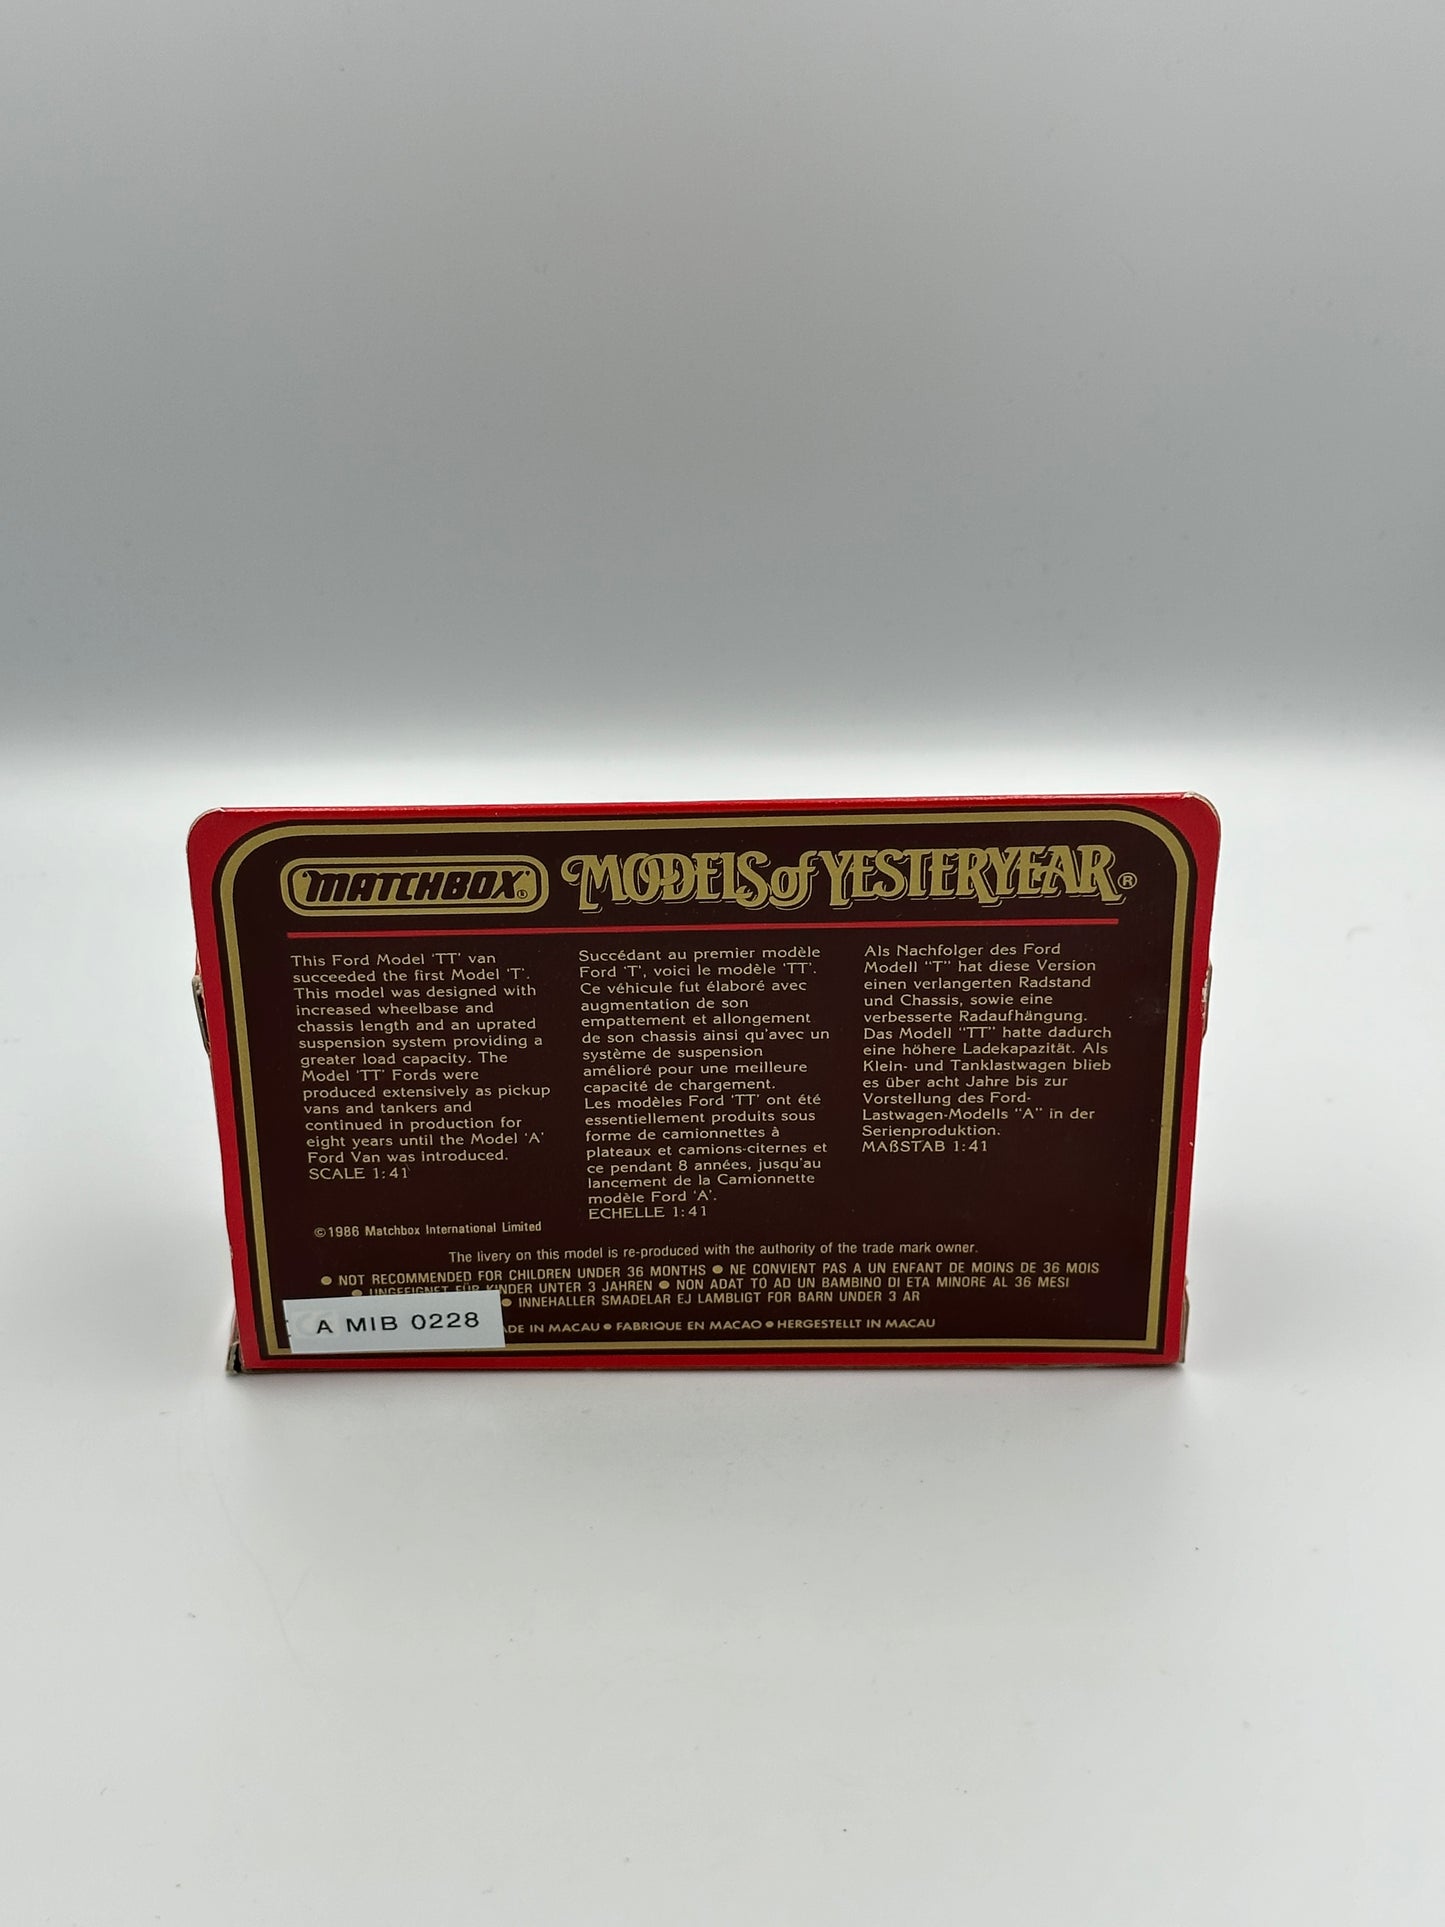 MATCHBOX®
MODELS of YESTERYEAR®
This Ford Model 'TT' van
succeeded the first Model 'T'.
This model was designed with
increased wheelbase and
chassis length and an uprated
suspension system providing a
greater load capacity. The
Model 'TT' Fords were
produced extensively as pickup
vans and tankers and
continued in production for
eight years until the Model 'A'
Ford Van was introduced.
SCALE 1:41
Succédant au premier modèle
Ford 'T', voici le modèle 'TT'.
Ce véhicule fut élaboré avec
augmentation de son
empattement et allongement
de son chassis ainsi qu'avec un
système de suspension
amélioré pour une meilleure
capacité de chargement.
Les modèles Ford 'TT' ont été
essentiellement produits sous
forme de camionnettes à
plateaux et camions-citernes et
ce pendant 8 années, jusqu'au
lancement de la Camionnette
modèle Ford 'A'.
ECHELLE 1:41
Als Nachfolger des Ford
Modell "T" hat diese Version
einen verlangerten Radstand
und Chassis, sowie eine
verbesserte Radaufhängung.
Das Modell "TT" hatte dadurch
eine höhere Ladekapazität. Als
Klein- und Tanklastwagen blieb
es über acht Jahre bis zur
Vorstellung des Ford-
Lastwagen-Modells "A" in der
Serienproduktion.
MAßSTAB 1:41
©1986 Matchbox International Limited
The livery on this model is re-produced with the authority of the trade mark owner.
● NOT RECOMMENDED FOR CHILDREN UNDER 36 MONTHS ● NE CONVIENT PAS A UN ENFANT DE MOINS DE 36 MOIS
● UNGEEIGNET FÜR KINDER UNTER 3 JAHREN ● NON ADAT TO AD UN BAMBINO DI ETA MINORE AL 36 MESI
● INNEHALLER SMADELAR EJ LAMBLIGT FOR BARN UNDER 3 AR
ADE IN MACAU ● FABRIQUE EN MACAO ● HERGESTELLT IN MACAU
A MIB 0228